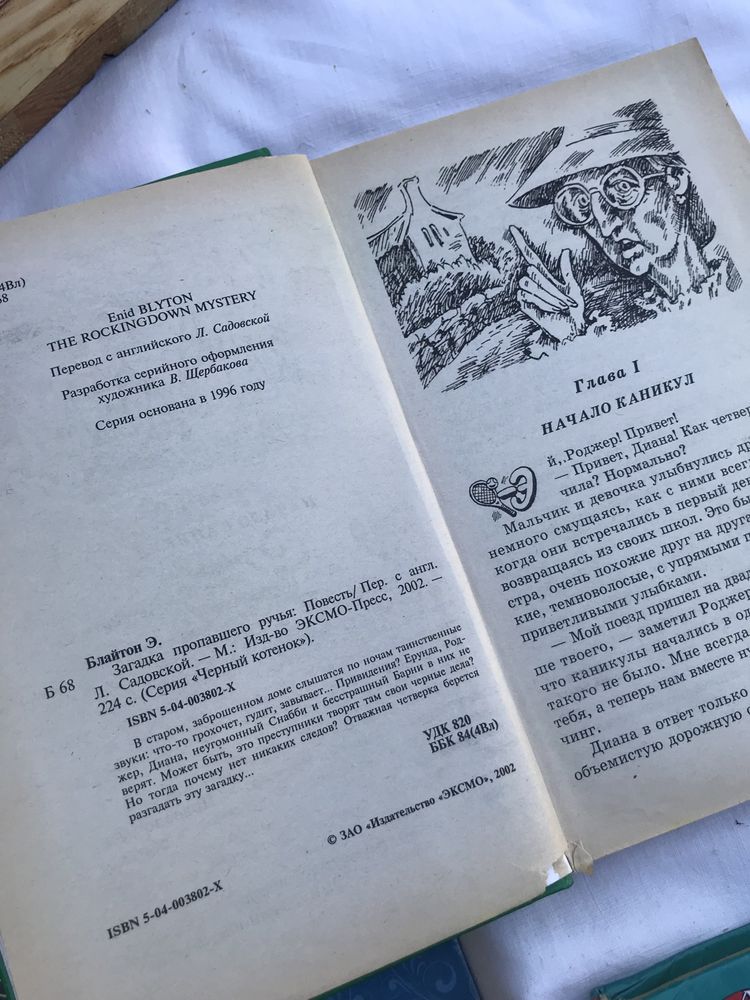 (4Вл)
68
Enid BLYTON
THE ROCKINGDOWN MYSTERY
Перевод с английского Л. Садовской
Разработка серийного оформления
художника В. Щербакова
Серия основана в 1996 году
Блайтон Э.
Б 68 Загадка пропавшего ручья: Повесть/ Пер. с англ.
Л. Садовской. — М.: Изд-во ЭКСМО-Пресс, 2002. —
224 с. (Серия «Черный котенок»).
ISBN 5-04-003802-X
В старом, заброшенном доме слышатся по ночам таинственные
звуки: что-то грохочет, гудит, завывает... Привидения? Ерунда, Род-
жер, Диана, неугомонный Снабби и бесстрашный Барни в них не
верят. Может быть, это преступники творят там свои черные дела?
Но тогда почему нет никаких следов? Отважная четверка берется
разгадать эту загадку...
УДК 820
ББК 84(4Вл)
© ЗАО «Издательство «ЭКСМО», 2002
ISBN 5-04-003802-X
Глава I
НАЧАЛО КАНИКУЛ
Эй, Роджер! Привет!
— Привет, Диана! Как четвер
чила? Нормально?
Мальчик и девочка улыбнулись др
немного смущаясь, как с ними всег
когда они встречались в первый ден
возвращаясь из своих школ. Это бы
стра, очень похожие друг на друга
кие, темноволосые, с упрямыми п
приветливыми улыбками.
— Мой поезд пришел на двад
ше твоего, — заметил Роджер
что каникулы начались в од
такого не было. Мне всегда
тебя, а теперь нам вместе ну
чинг.
Диана в ответ только
объемистую дорожную с